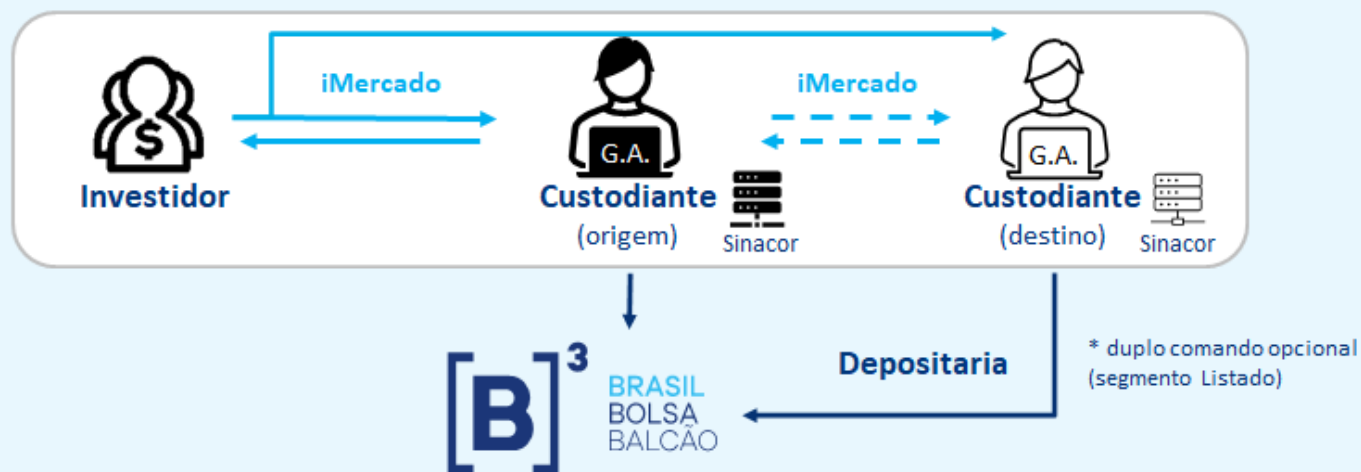 iMercado
iMercado
$
G.A.
G.A.
Investidor
Custodiante
(origem)
Sinacor
Custodiante
(destino)
Sinacor
[B]³
BRASIL
BOLSA
BALCÃO
Depositaria
* duplo comando opcional
(segmento Listado)